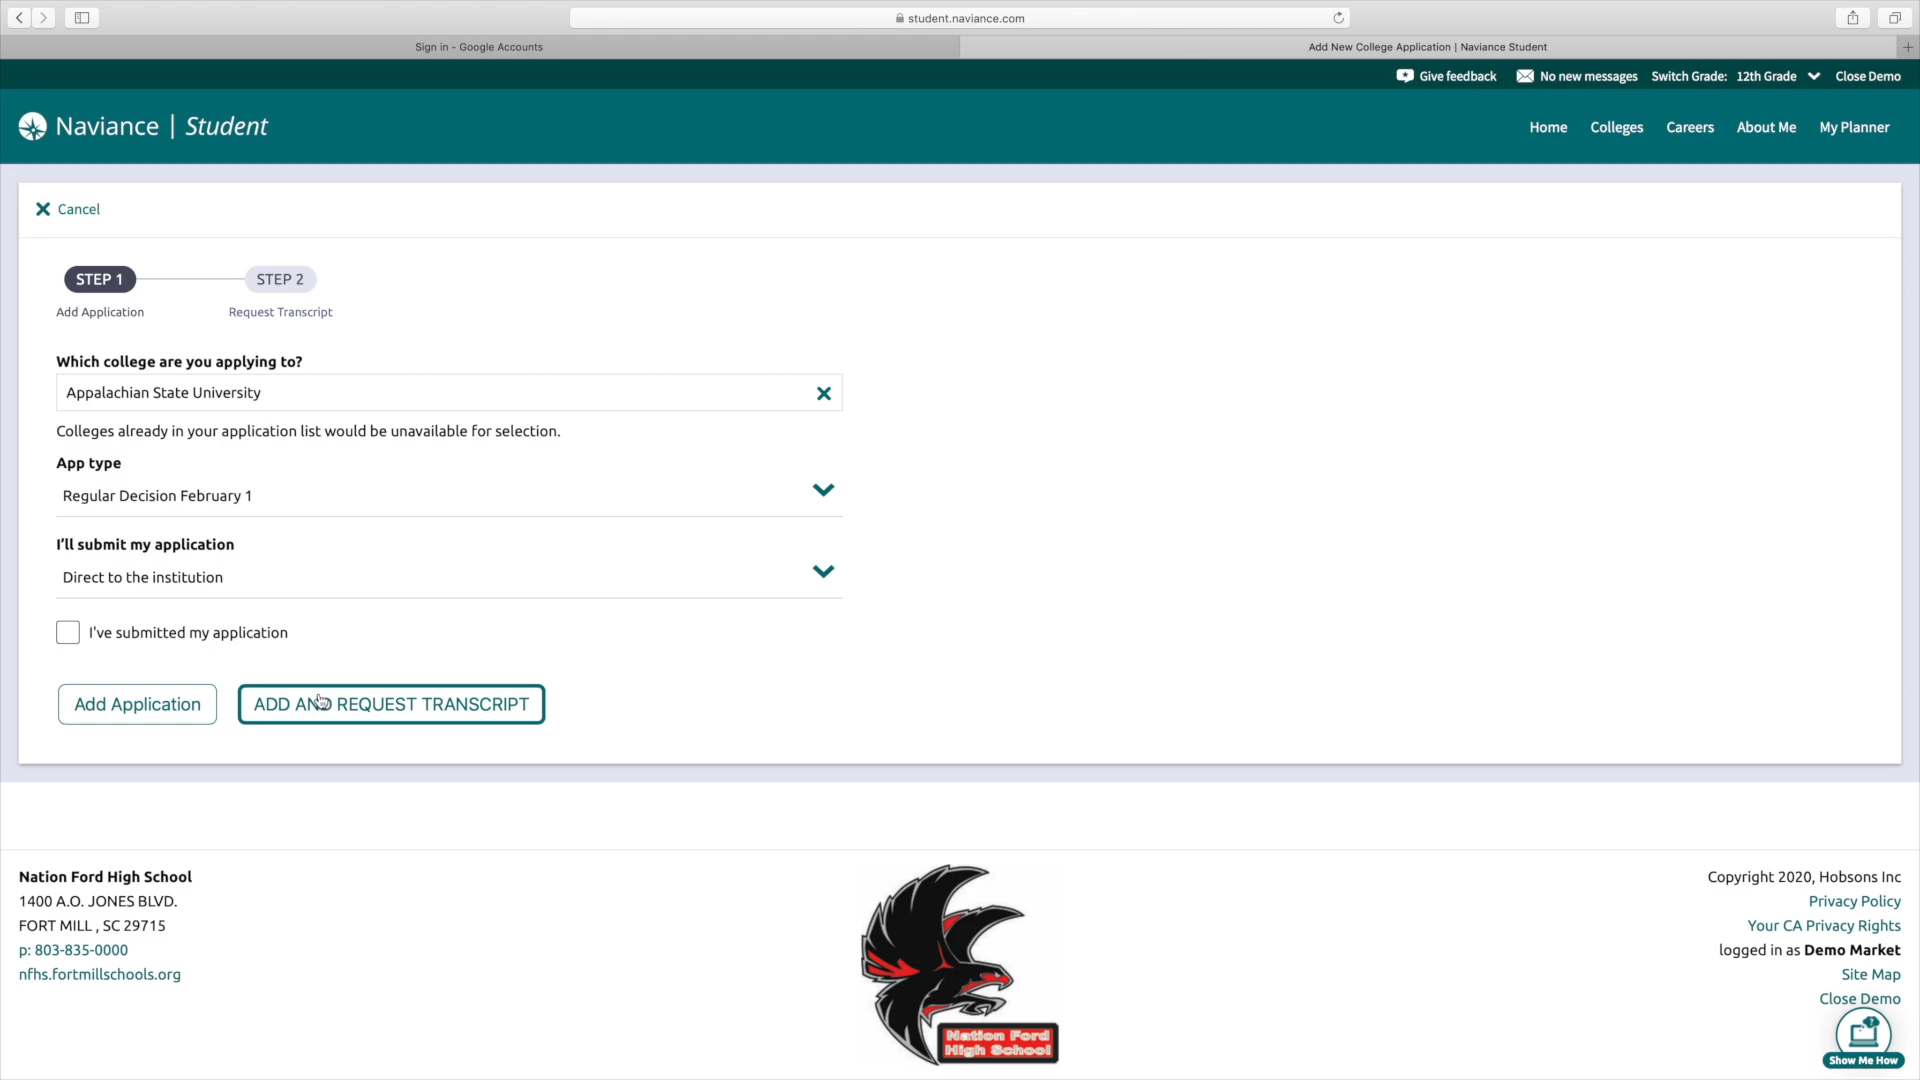 student.naviance.com
Sign in - Google Accounts
Add New College Application | Naviance Student
Give feedback
No new messages
Switch Grade: 12th Grade
Close Demo
Naviance | Student
Home
Colleges
Careers
About Me
My Planner
Cancel
STEP 1
STEP 2
Add Application
Request Transcript
Which college are you applying to?
Appalachian State University
Colleges already in your application list would be unavailable for selection.
App type
Regular Decision February 1
I'll submit my application
Direct to the institution
I've submitted my application
Add Application
ADD AND REQUEST TRANSCRIPT
Nation Ford High School
1400 A.O. JONES BLVD.
FORT MILL , SC 29715
p: 803-835-0000
nfhs.fortmillschools.org
Nation Ford
High School
Copyright 2020, Hobsons Inc
Privacy Policy
Your CA Privacy Rights
logged in as Demo Market
Site Map
Close Demo
Show Me How